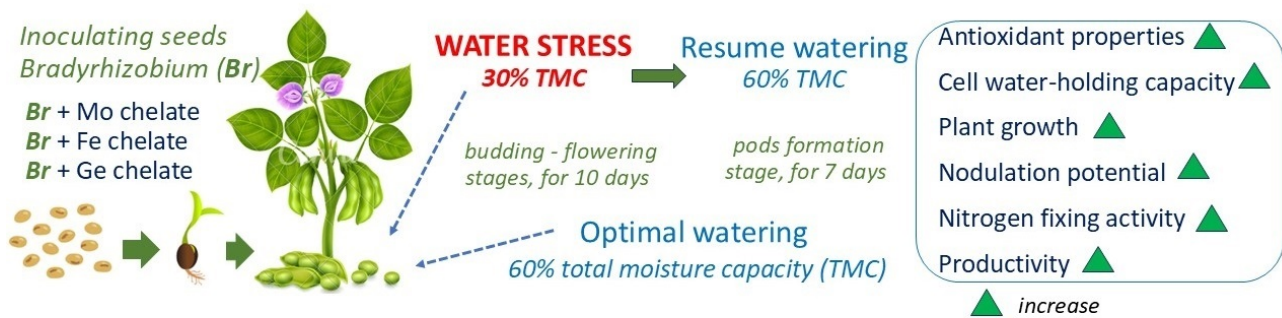 Inoculating seeds
Bradyrhizobium (Br)
Br + Mo chelate
Br + Fe chelate
Br + Ge chelate
WATER STRESS
30% TMC
Resume watering
60% TMC
budding - flowering
stages, for 10 days
pods formation
stage, for 7 days
Optimal watering
60% total moisture capacity (TMC)
Antioxidant properties
Cell water-holding capacity
Plant growth
Nodulation potential
Nitrogen fixing activity
Productivity
increase